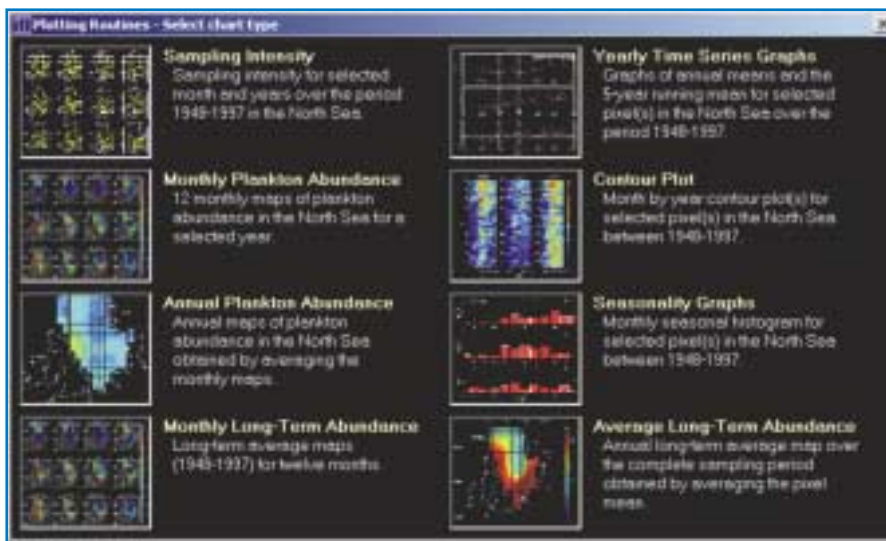 Plotting Routines - Select chart type
Sampling Intensity
Sampling intensity for selected
month and years over the period
1948-1997 in the North Sea.
Monthly Plankton Abundance
12 monthly maps of plankton
abundance in the North Sea for a
selected year.
Annual Plankton Abundance
Annual maps of plankton
abundance in the North Sea
obtained by averaging the
monthly maps.
Monthly Long-Term Abundance
Long-term average maps
(1948-1997) for twelve months
Yearly Time Series Graphs
Graphs of annual means and the
5-year running mean for selected
pixel(s) in the North Sea over the
period 1948-1997.
Contour Plot
Month by year contour plot(s) for
selected pixel(s) in the North Sea
between 1948-1997.
Seasonality Graphs
Monthly seasonal histogram for
selected pixel(s) in the North Sea
between 1948-1997
Average Long-Term Abundance
Annual long-term average map over
the complete sampling period
obtained by averaging the pixel
mean.